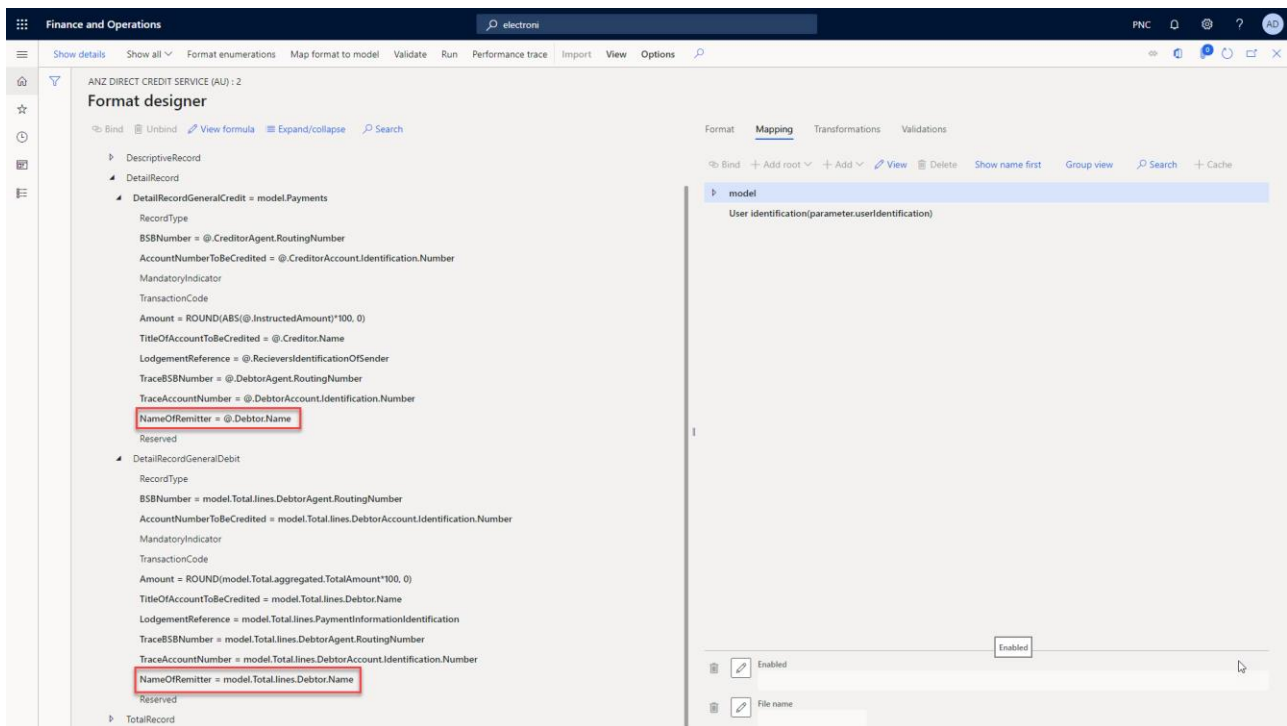 Finance and Operations
electroni
PNC
?
AD
Show details Show all Format enumerations Map format to model Validate Run Performance trace Import View Options
0
ANZ DIRECT CREDIT SERVICE (AU) : 2
Format designer
Bind Unbind View formula Expand/collapse Search
DescriptiveRecord
DetailRecord
DetailRecordGeneralCredit = model.Payments
RecordType
BSBNumber = @.CreditorAgent.RoutingNumber
AccountNumberToBeCredited = @.CreditorAccount.Identification.Number
MandatoryIndicator
TransactionCode
Amount = ROUND(ABS(@.InstructedAmount)*100, 0)
TitleOfAccountToBeCredited = @.Creditor.Name
LodgementReference = @.RecieversIdentificationOfSender
TraceBSBNumber = @.DebtorAgent.RoutingNumber
TraceAccountNumber = @.DebtorAccount.Identification.Number
NameOfRemitter = @.Debtor.Name
Reserved
DetailRecordGeneralDebit
RecordType
BSBNumber = model.Total.lines.DebtorAgent.RoutingNumber
AccountNumberToBeCredited = model.Total.lines.DebtorAccount.Identification.Number
MandatoryIndicator
TransactionCode
Amount = ROUND(model.Total.aggregated.TotalAmount*100, 0)
TitleOfAccountToBeCredited = model.Total.lines.Debtor.Name
LodgementReference = model.Total.lines.PaymentInformationIdentification
TraceBSBNumber = model.Total.lines.DebtorAgent.RoutingNumber
TraceAccountNumber = model.Total.lines.DebtorAccount.Identification.Number
NameOfRemitter = model.Total.lines.Debtor.Name
Reserved
TotalRecord
Format Mapping Transformations Validations
Bind Add root Add View Delete Show name first Group view Search Cache
model
User identification(parameter.userIdentification)
Enabled
Enabled
File name